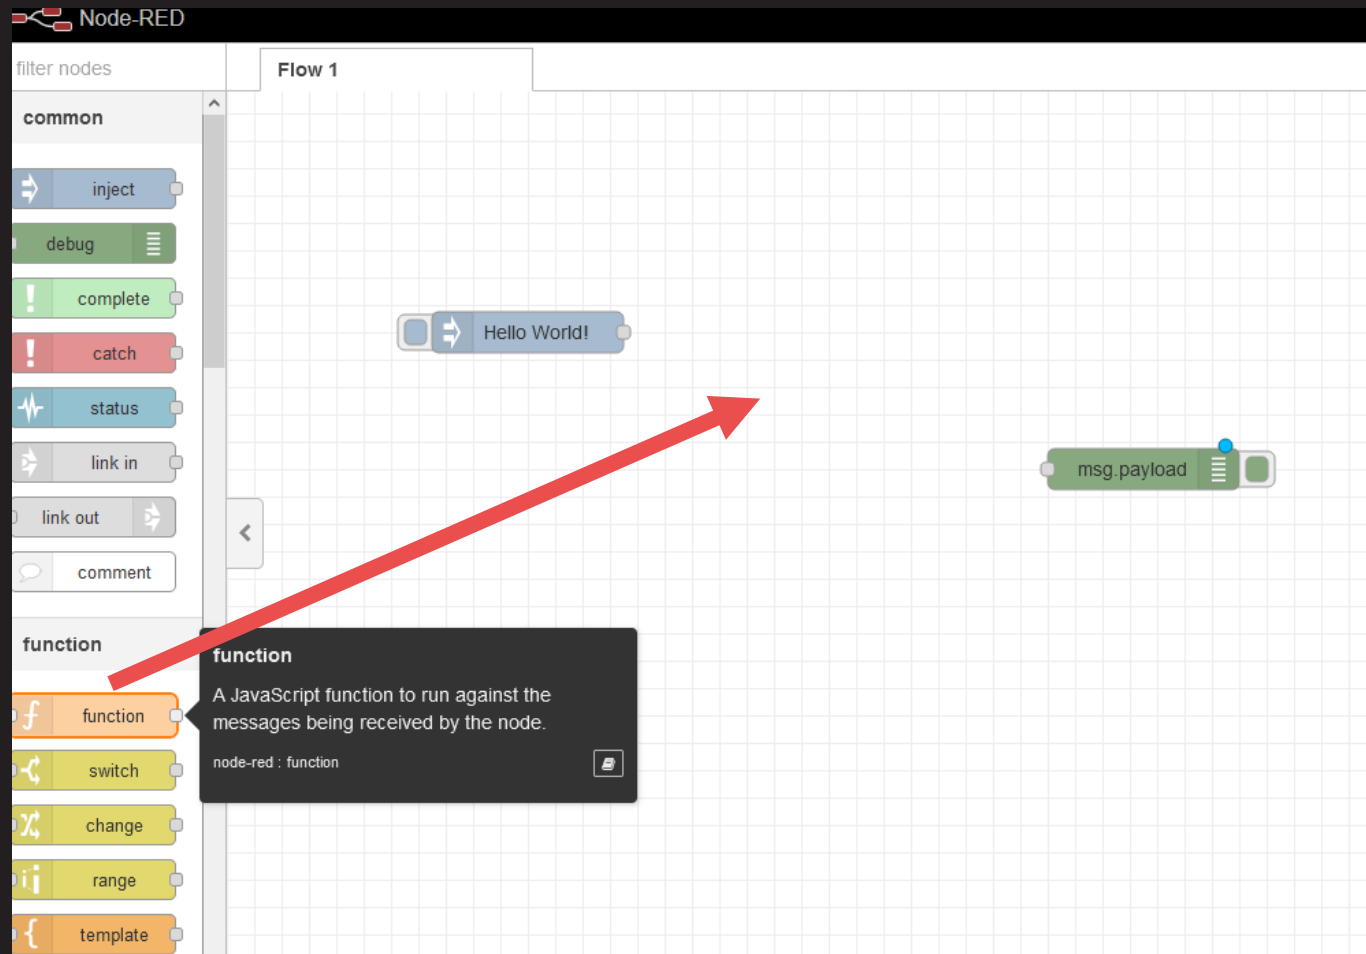 Node-RED
filter nodes
Flow 1
common
inject
debug
complete
catch
status
link in
link out
comment
function
function
switch
change
range
template
Hello World!
msg.payload
function
A JavaScript function to run against the
messages being received by the node.
node-red : function